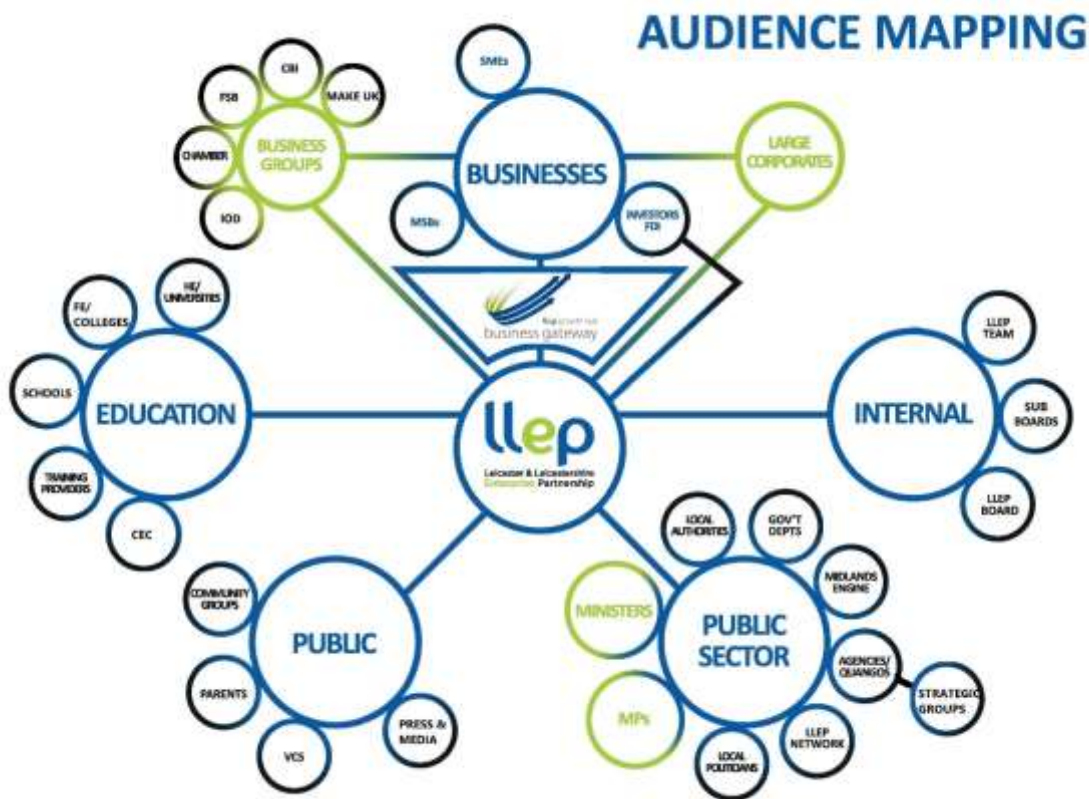 AUDIENCE MAPPING
CBI
FSB
MAKE UK
CHAMBER
IOD
BUSINESS
GROUPS
SMEs
BUSINESSES
MSBs
INVESTORS
FDI
LARGE
CORPORATES
business gateway
HE/
UNIVERSITIES
FE/
COLLEGES
SCHOOLS
TRAINING
PROVIDERS
CEC
EDUCATION
llep
Leicester & Leicestershire
Enterprise Partnership
INTERNAL
LLEP
TEAM
SUB
BOARDS
LLEP
BOARD
COMMUNITY
GROUPS
PARENTS
VCS
PRESS &
MEDIA
PUBLIC
MINISTERS
MPs
LOCAL
AUTHORITIES
GOV'T
DEPTS
MIDLANDS
ENGINE
AGENCIES/
QUANGOS
STRATEGIC
GROUPS
LLEP
NETWORK
LOCAL
POLITICIANS
PUBLIC
SECTOR